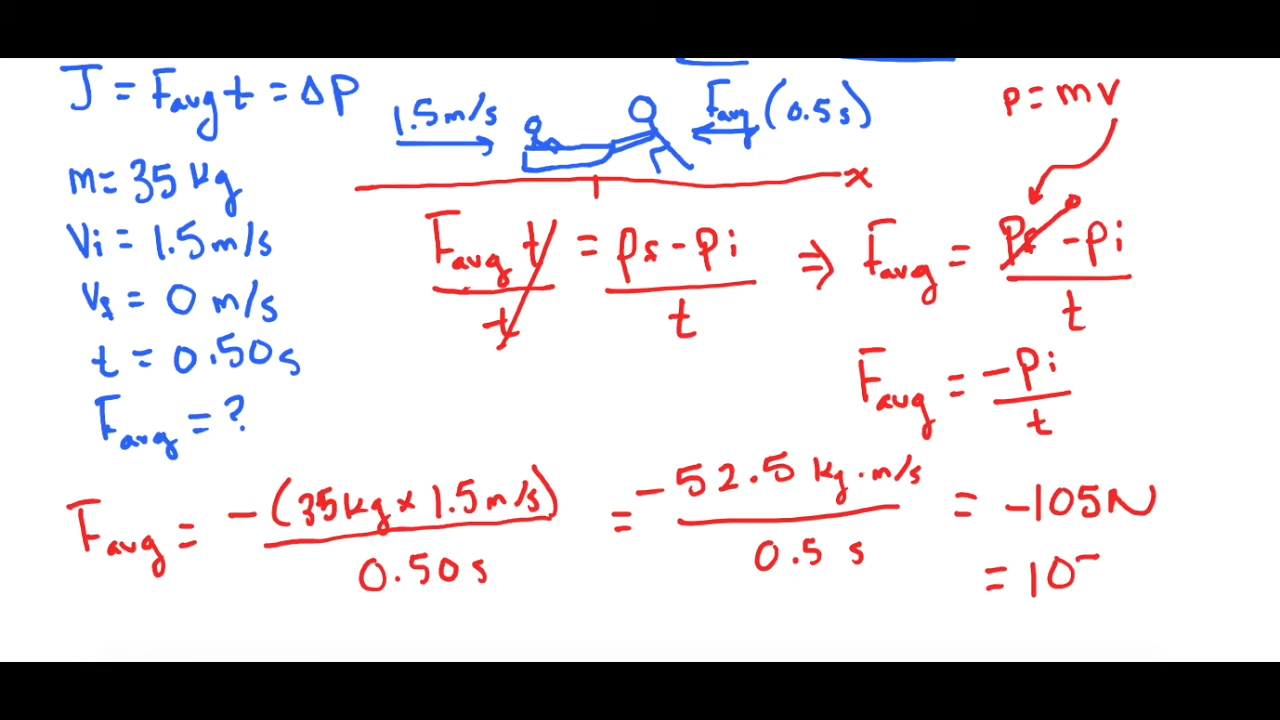 J = Favg t = ΔP
1.5 m/s
Favg (0.5 s)
p = mv
x
m = 35 kg
Vi = 1.5 m/s
Vf = 0 m/s
t = 0.50 s
Favg = ?
Favg t / t = pf - pi / t ⇒ Favg = pf - pi / t
Favg = -pi / t
Favg = -(35 kg x 1.5 m/s) / 0.50 s = -52.5 kg·m/s / 0.5 s = -105 N
= 10